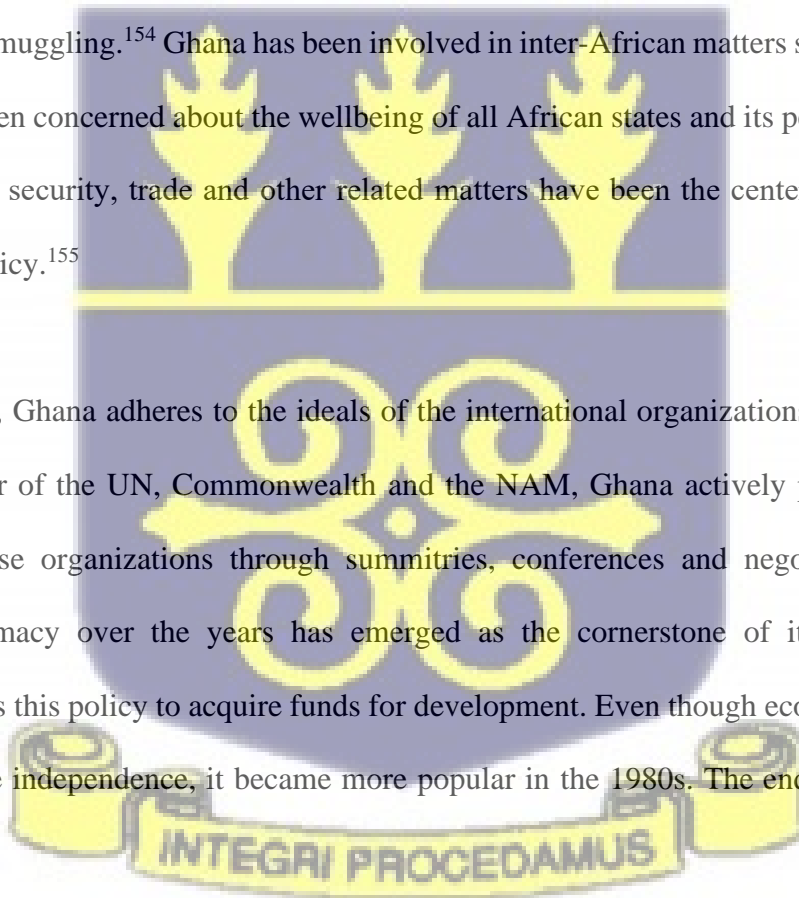 muggling.154 Ghana has been involved in inter-African matters s
en concerned about the wellbeing of all African states and its pe
security, trade and other related matters have been the cente
icy.155
, Ghana adheres to the ideals of the international organization
r of the UN, Commonwealth and the NAM, Ghana actively p
se organizations through summitries, conferences and nego
macy over the years has emerged as the cornerstone of it
s this policy to acquire funds for development. Even though eco
e independence, it became more popular in the 1980s. The end
INTEGRI PROCEDAMUS